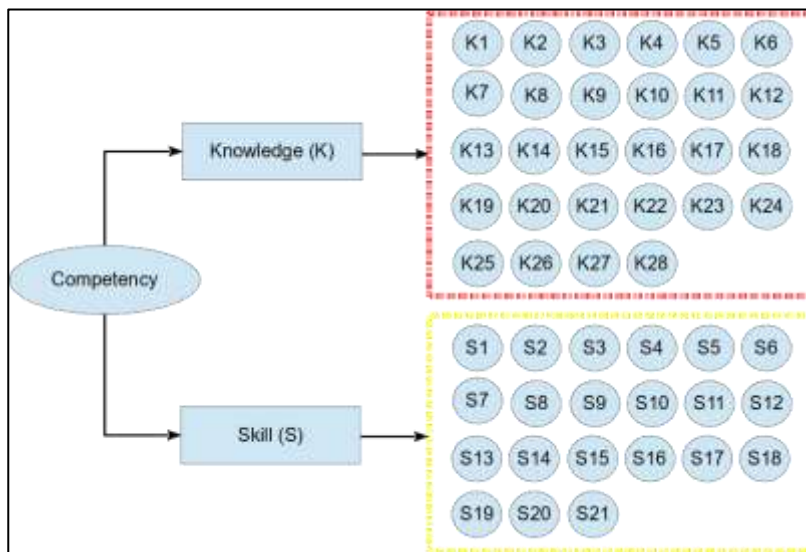 K1 K2 K3 K4 K5 K6
K7 K8 K9 K10 K11 K12
Knowledge (K)
K13 K14 K15 K16 K17 K18
K19 K20 K21 K22 K23 K24
K25 K26 K27 K28
Competency
S1 S2 S3 S4 S5 S6
S7 S8 S9 S10 S11 S12
Skill (S)
S13 S14 S15 S16 S17 S18
S19 S20 S21